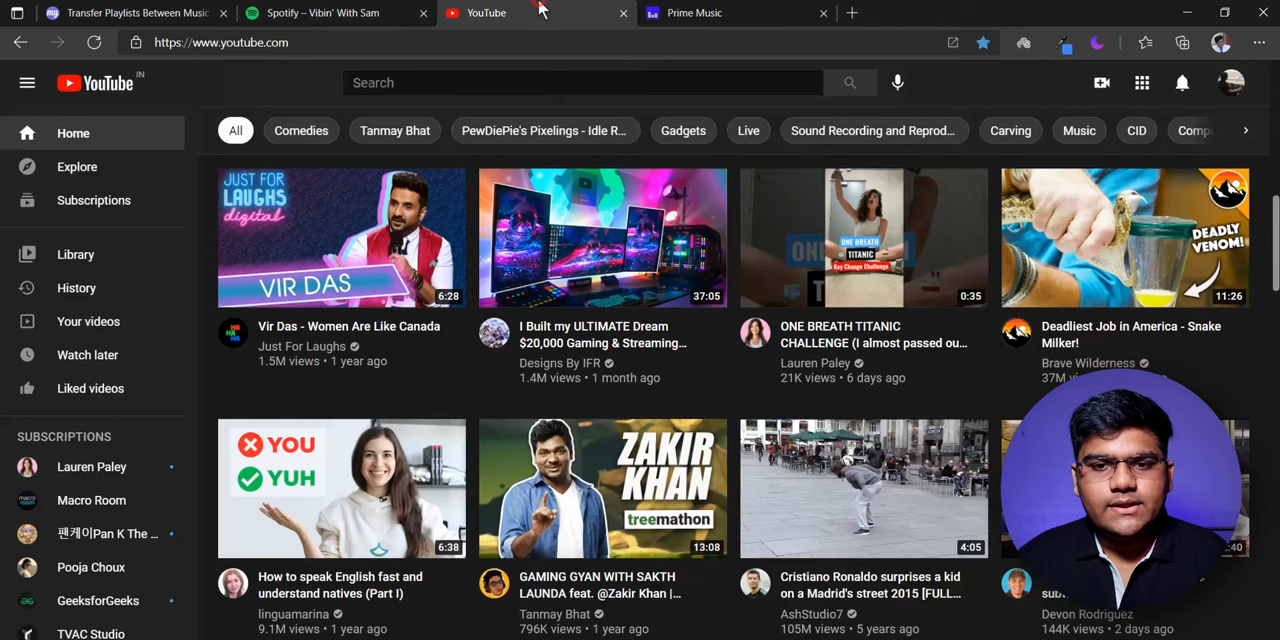 Transfer Playlists Between Music
Spotify – Vibin' With Sam
YouTube
Prime Music
https://www.youtube.com
YouTube IN
Search
Home
Explore
Subscriptions
Library
History
Your videos
Watch later
Liked videos
SUBSCRIPTIONS
Lauren Paley
Macro Room
팬케이Pan K The ...
Pooja Choux
GeeksforGeeks
TVAC Studio
All
Comedies
Tanmay Bhat
PewDiePie's Pixelings - Idle R...
Gadgets
Live
Sound Recording and Reprod...
Carving
Music
CID
Comp
JUST FOR
LAUGHS
digital
VIR DAS
6:28
Vir Das - Women Are Like Canada
Just For Laughs
1.5M views • 1 year ago
37:05
I Built my ULTIMATE Dream
$20,000 Gaming & Streaming...
Designs By IFR
1.4M views • 1 month ago
ONE BREATH
TITANIC
Key Change Challenge
0:35
ONE BREATH TITANIC
CHALLENGE (I almost passed ou...
Lauren Paley
21K views • 6 days ago
DEADLY
VENOM!
11:26
Deadliest Job in America - Snake
Milker!
Brave Wilderness
37M
YOU
YUH
6:38
How to speak English fast and
understand natives (Part I)
linguamarina
9.1M views • 1 year ago
ZAKIR
KHAN
treemathon
13:08
GAMING GYAN WITH SAKTH
LAUNDA feat. @Zakir Khan |...
Tanmay Bhat
796K views • 1 year ago
4:05
Cristiano Ronaldo surprises a kid
on a Madrid's street 2015 [FULL...
AshStudio7
105M views • 5 years ago
:40
Devon Rodriguez
144K views • 2 days ago